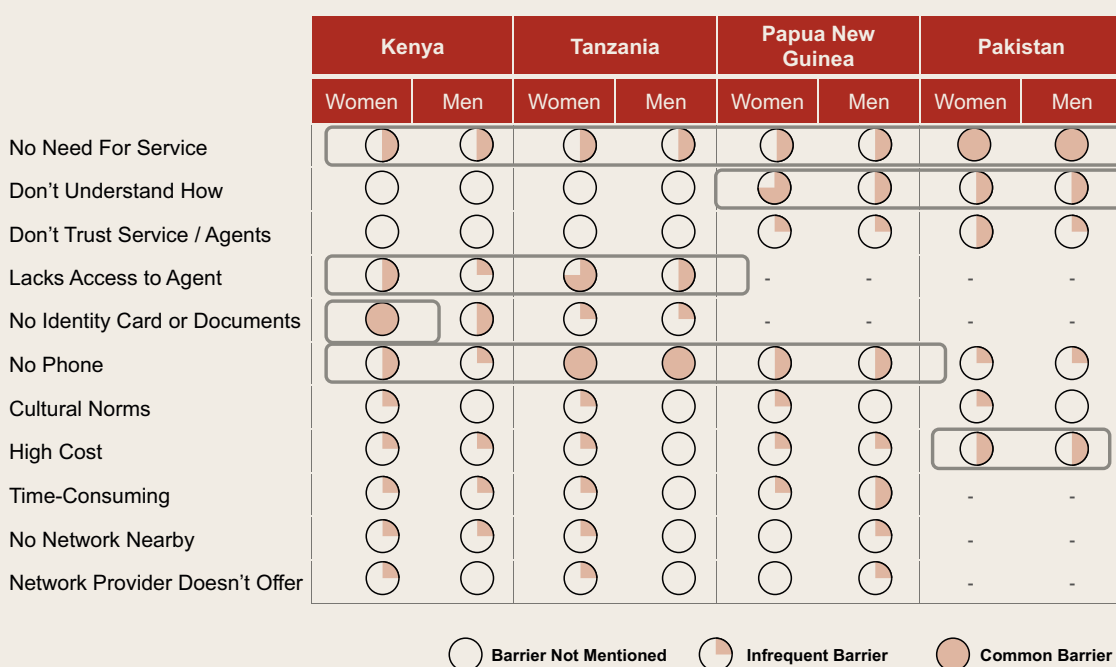 Kenya Tanzania Papua New Guinea Pakistan
Women Men Women Men Women Men Women Men
No Need For Service
Don't Understand How
Don't Trust Service / Agents
Lacks Access to Agent - - - -
No Identity Card or Documents - - - -
No Phone
Cultural Norms
High Cost
Time-Consuming - -
No Network Nearby - -
Network Provider Doesn't Offer - -
Barrier Not Mentioned Infrequent Barrier Common Barrier